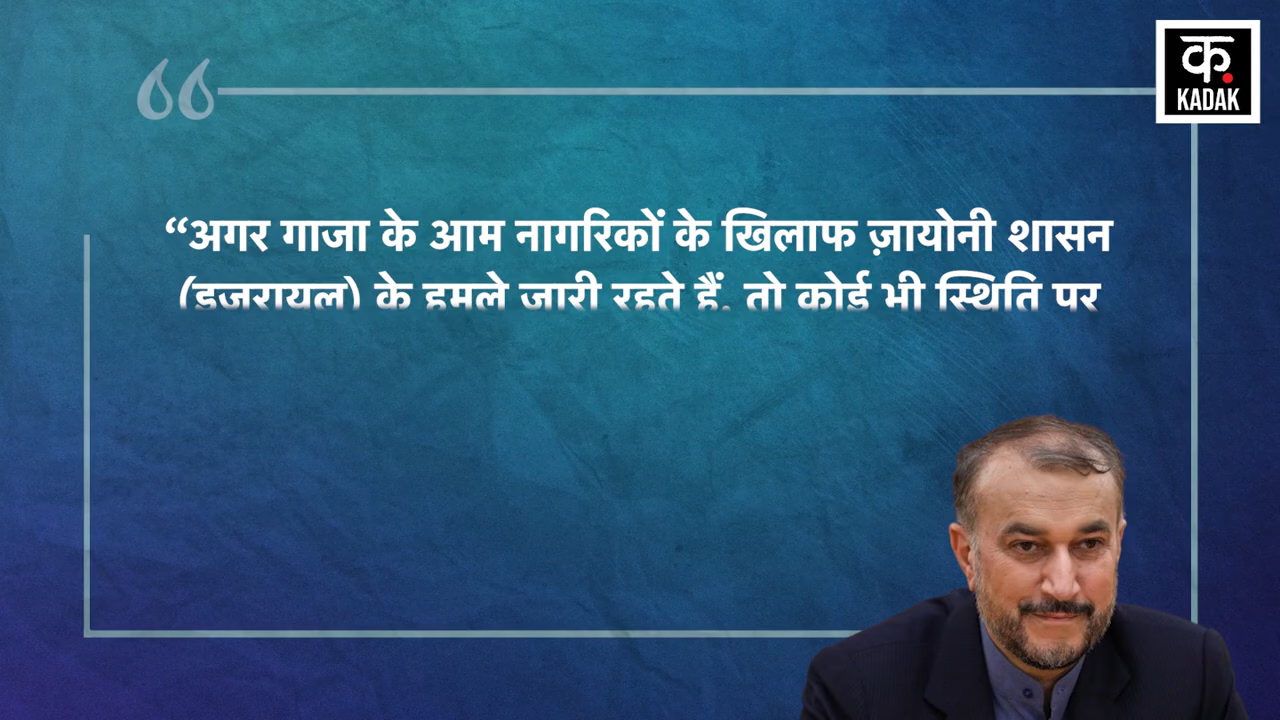 क.
KADAK
“अगर गाजा के आम नागरिकों के खिलाफ ज़ायोनी शासन
(इजरायल) के हमले जारी रहते हैं, तो कोई भी स्थिति पर